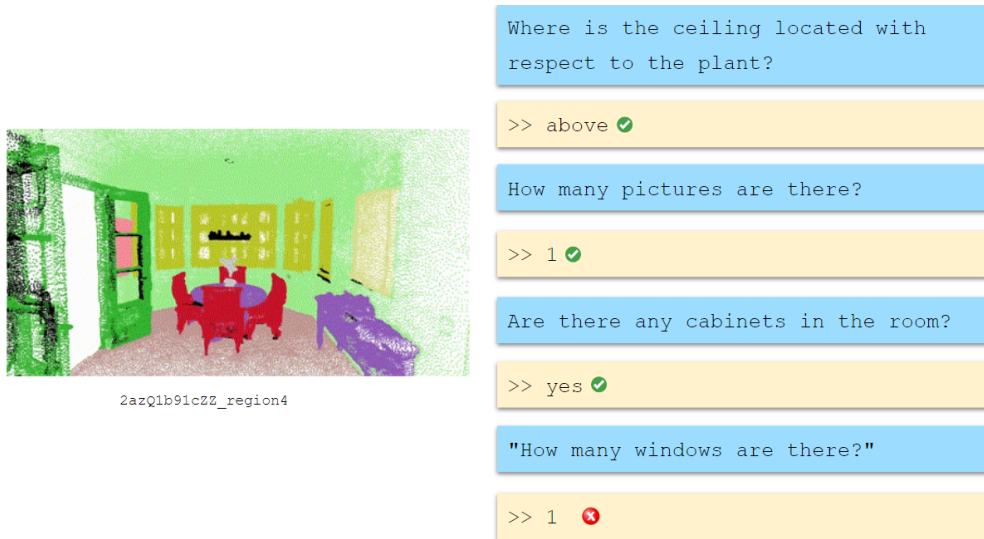 Where is the ceiling located with
respect to the plant?
>> above
How many pictures are there?
>> 1
Are there any cabinets in the room?
>> yes
"How many windows are there?"
>> 1
2azQ1b91cZZ_region4